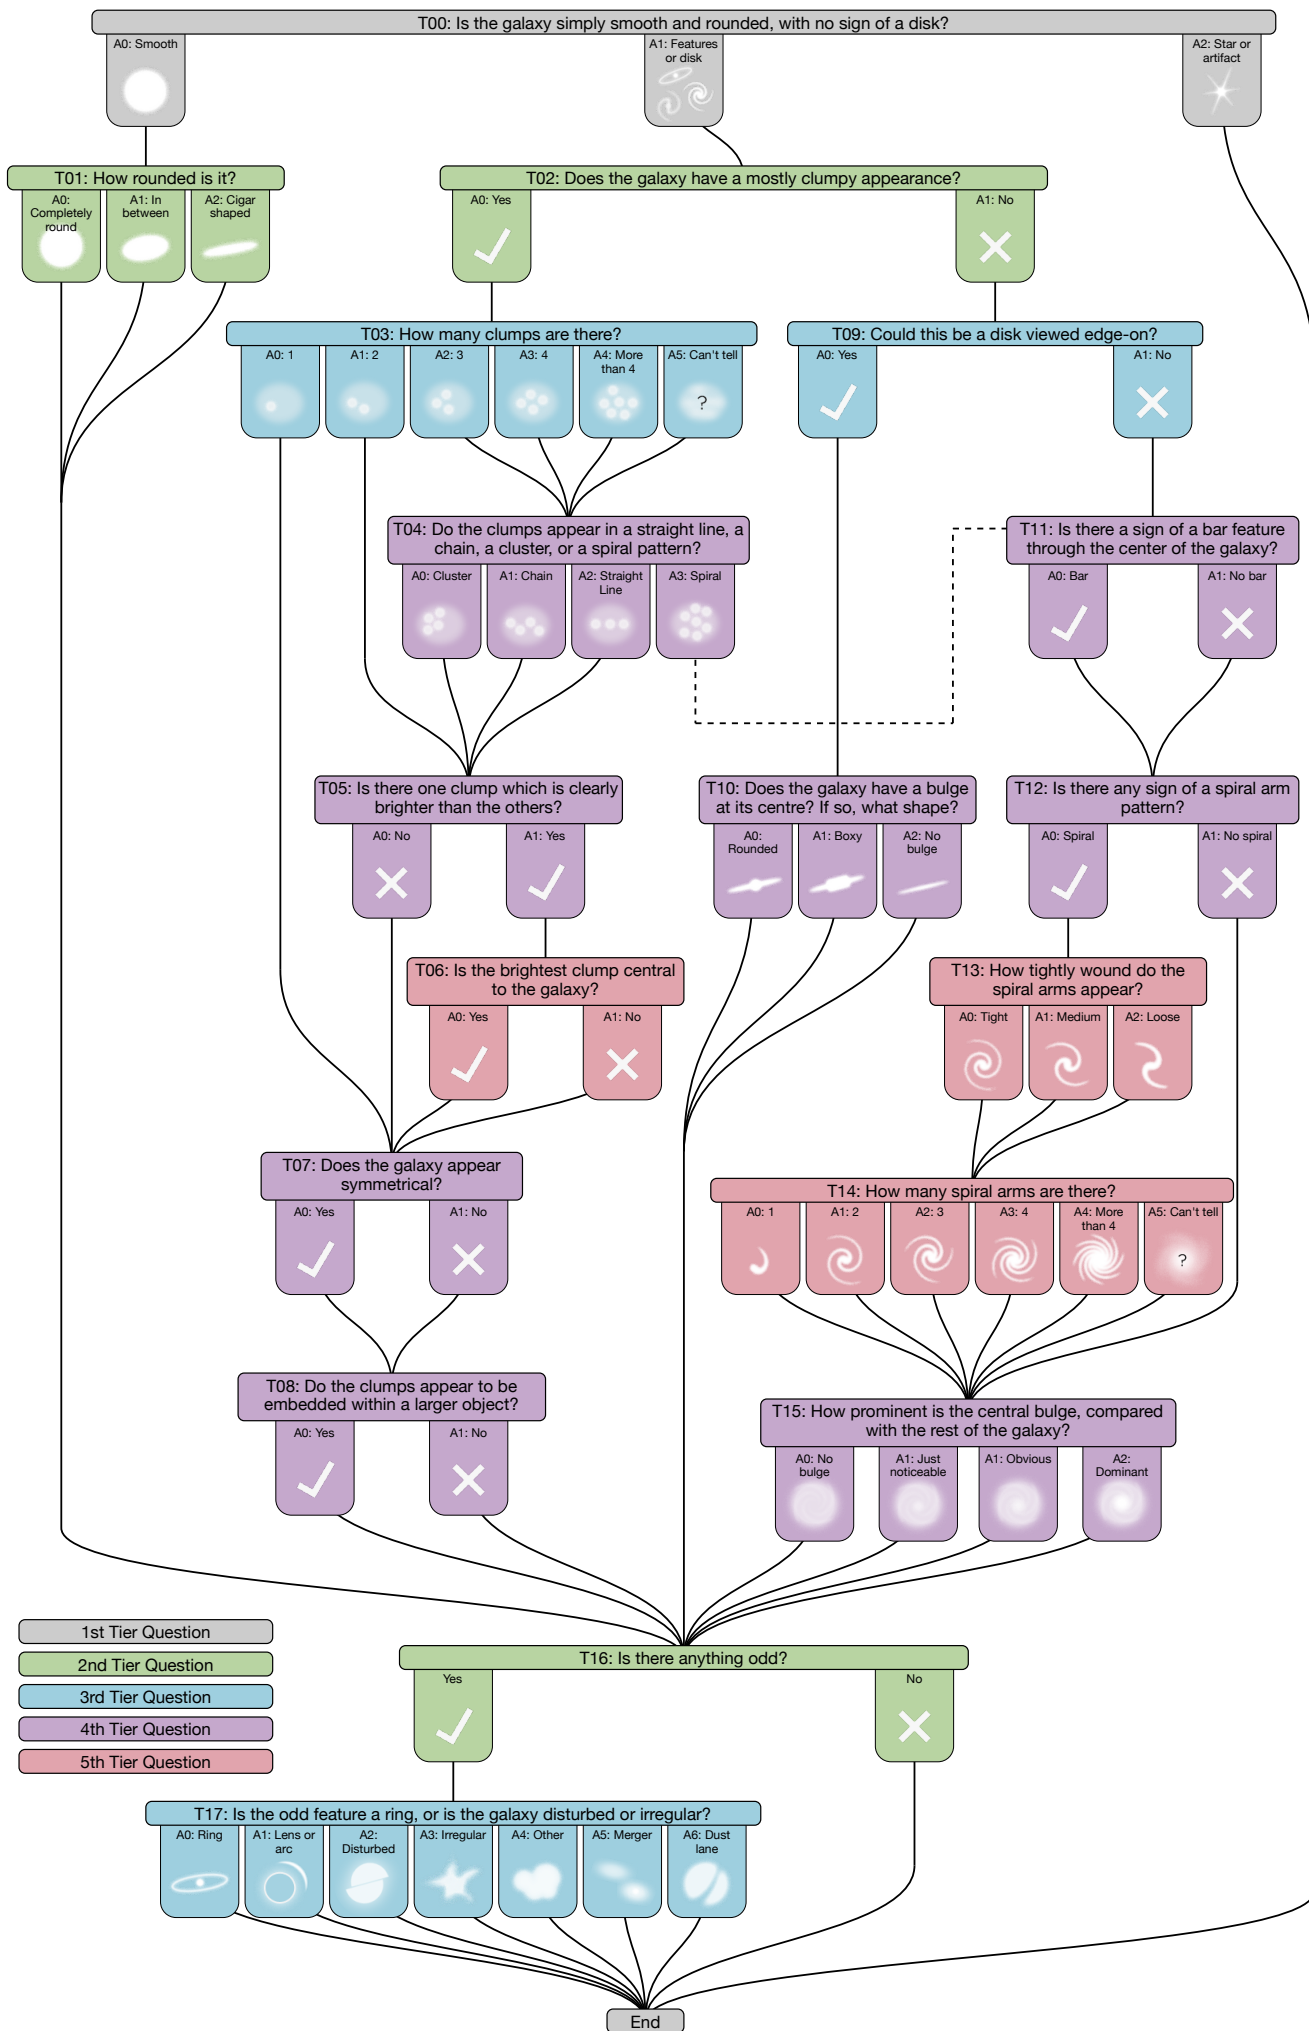 T00: Is the galaxy simply smooth and rounded, with no sign of a disk?
A0: Smooth
A1: Features
or disk
A2: Star or
artifact
T01: How rounded is it?
A0:
Completely
round
A1: In
between
A2: Cigar
shaped
T02: Does the galaxy have a mostly clumpy appearance?
A0: Yes
A1: No
T03: How many clumps are there?
A0: 1
A1: 2
A2: 3
A3: 4
A4: More
than 4
A5: Can't tell
?
T09: Could this be a disk viewed edge-on?
A0: Yes
A1: No
T04: Do the clumps appear in a straight line, a
chain, a cluster, or a spiral pattern?
A0: Cluster
A1: Chain
A2: Straight
Line
A3: Spiral
T11: Is there a sign of a bar feature
through the center of the galaxy?
A0: Bar
A1: No bar
T05: Is there one clump which is clearly
brighter than the others?
A0: No
A1: Yes
T10: Does the galaxy have a bulge
at its centre? If so, what shape?
A0:
Rounded
A1: Boxy
A2: No
bulge
T12: Is there any sign of a spiral arm
pattern?
A0: Spiral
A1: No spiral
T06: Is the brightest clump central
to the galaxy?
A0: Yes
A1: No
T13: How tightly wound do the
spiral arms appear?
A0: Tight
A1: Medium
A2: Loose
T07: Does the galaxy appear
symmetrical?
A0: Yes
A1: No
T14: How many spiral arms are there?
A0: 1
A1: 2
A2: 3
A3: 4
A4: More
than 4
A5: Can't tell
?
T08: Do the clumps appear to be
embedded within a larger object?
A0: Yes
A1: No
T15: How prominent is the central bulge, compared
with the rest of the galaxy?
A0: No
bulge
A1: Just
noticeable
A1: Obvious
A2:
Dominant
1st Tier Question
2nd Tier Question
3rd Tier Question
4th Tier Question
5th Tier Question
T16: Is there anything odd?
Yes
No
T17: Is the odd feature a ring, or is the galaxy disturbed or irregular?
A0: Ring
A1: Lens or
arc
A2:
Disturbed
A3: Irregular
A4: Other
A5: Merger
A6: Dust
lane
End